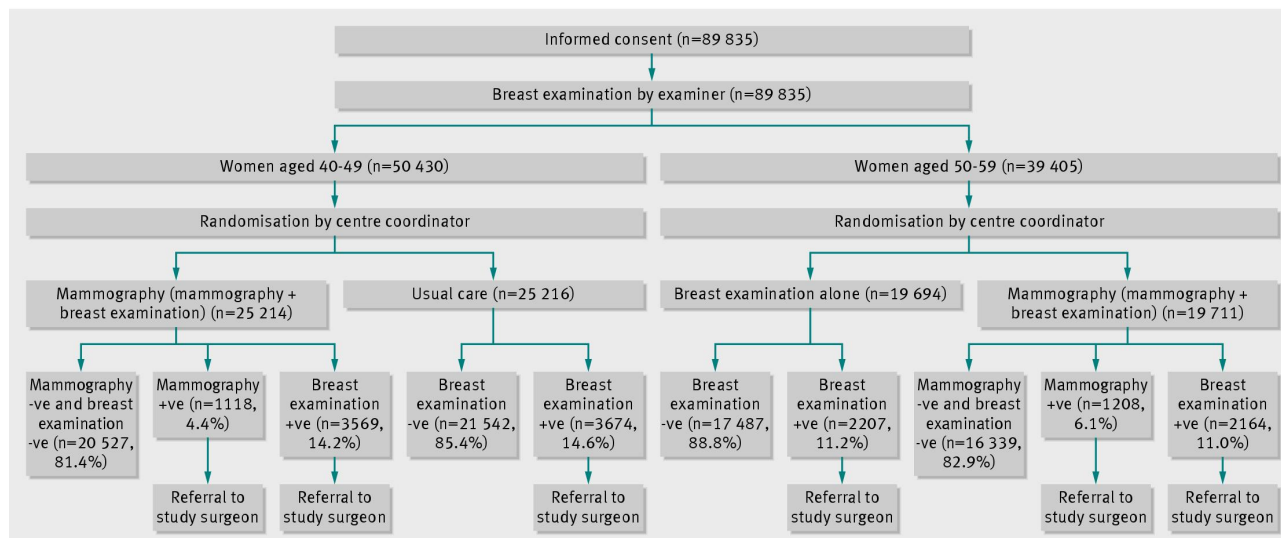 Informed consent (n=89 835)
Breast examination by examiner (n=89 835)
Women aged 40-49 (n=50 430)
Women aged 50-59 (n=39 405)
Randomisation by centre coordinator
Randomisation by centre coordinator
Mammography (mammography +
breast examination) (n=25 214)
Usual care (n=25 216)
Breast examination alone (n=19 694)
Mammography (mammography +
breast examination) (n=19 711)
Mammography
-ve and breast
examination
-ve (n=20 527,
81.4%)
Mammography
+ve (n=1118,
4.4%)
Breast
examination
+ve (n=3569,
14.2%)
Breast
examination
-ve (n=21 542,
85.4%)
Breast
examination
+ve (n=3674,
14.6%)
Breast
examination
-ve (n=17 487,
88.8%)
Breast
examination
+ve (n=2207,
11.2%)
Mammography
-ve and breast
examination
-ve (n=16 339,
82.9%)
Mammography
+ve (n=1208,
6.1%)
Breast
examination
+ve (n=2164,
11.0%)
Referral to
study surgeon
Referral to
study surgeon
Referral to
study surgeon
Referral to
study surgeon
Referral to
study surgeon
Referral to
study surgeon